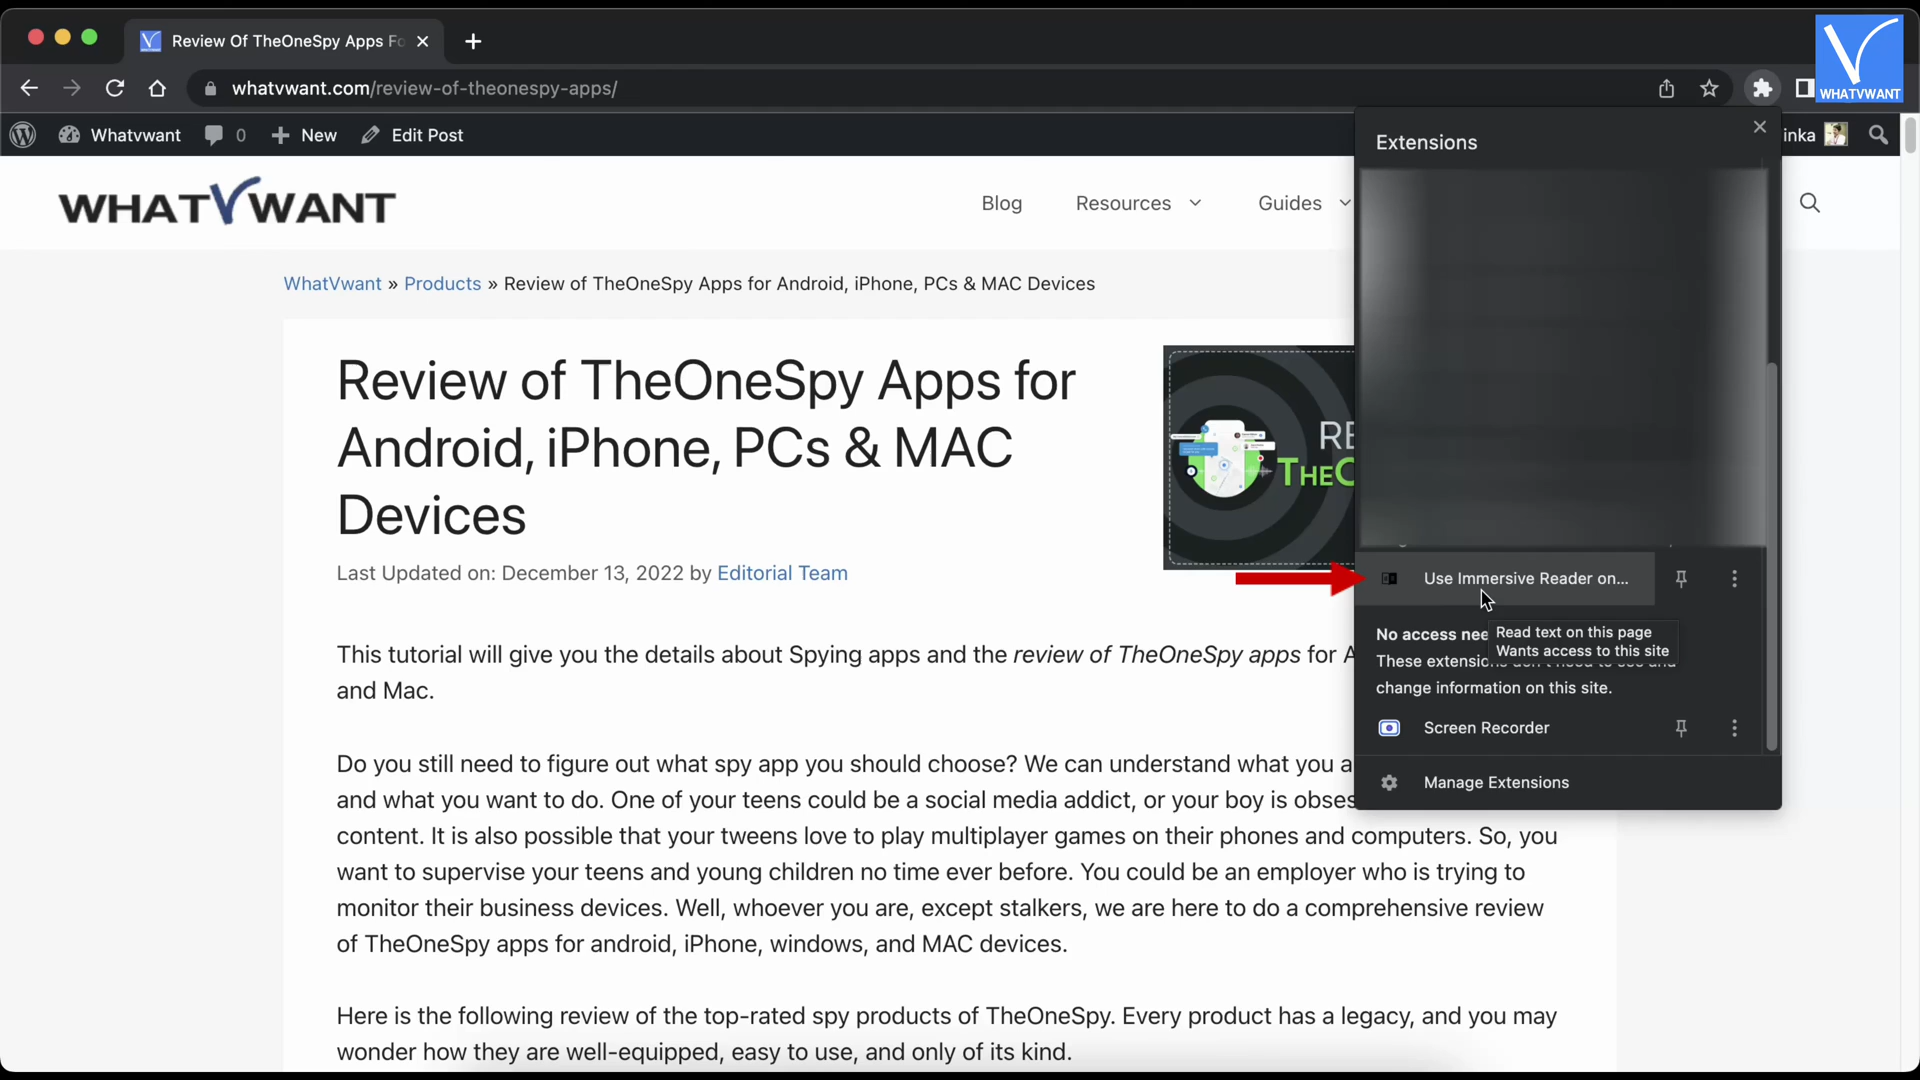 Review Of TheOneSpy Apps Fo
WHATVWANT
whatvwant.com/review-of-theonespy-apps/
Whatvwant
0
New
Edit Post
inka
Extensions
WHATVWANT
Blog
Resources
Guides
WhatVwant » Products » Review of TheOneSpy Apps for Android, iPhone, PCs & MAC Devices
Review of TheOneSpy Apps for
Android, iPhone, PCs & MAC
Devices
RE
THEO
Last Updated on: December 13, 2022 by Editorial Team
Use Immersive Reader on...
Read text on this page
Wants access to this site
No access nee
These extensions don't need to see and
change information on this site.
Screen Recorder
Manage Extensions
This tutorial will give you the details about Spying apps and the review of TheOneSpy apps for A
and Mac.
Do you still need to figure out what spy app you should choose? We can understand what you a
and what you want to do. One of your teens could be a social media addict, or your boy is obses
content. It is also possible that your tweens love to play multiplayer games on their phones and computers. So, you
want to supervise your teens and young children no time ever before. You could be an employer who is trying to
monitor their business devices. Well, whoever you are, except stalkers, we are here to do a comprehensive review
of TheOneSpy apps for android, iPhone, windows, and MAC devices.
Here is the following review of the top-rated spy products of TheOneSpy. Every product has a legacy, and you may
wonder how they are well-equipped, easy to use, and only of its kind.